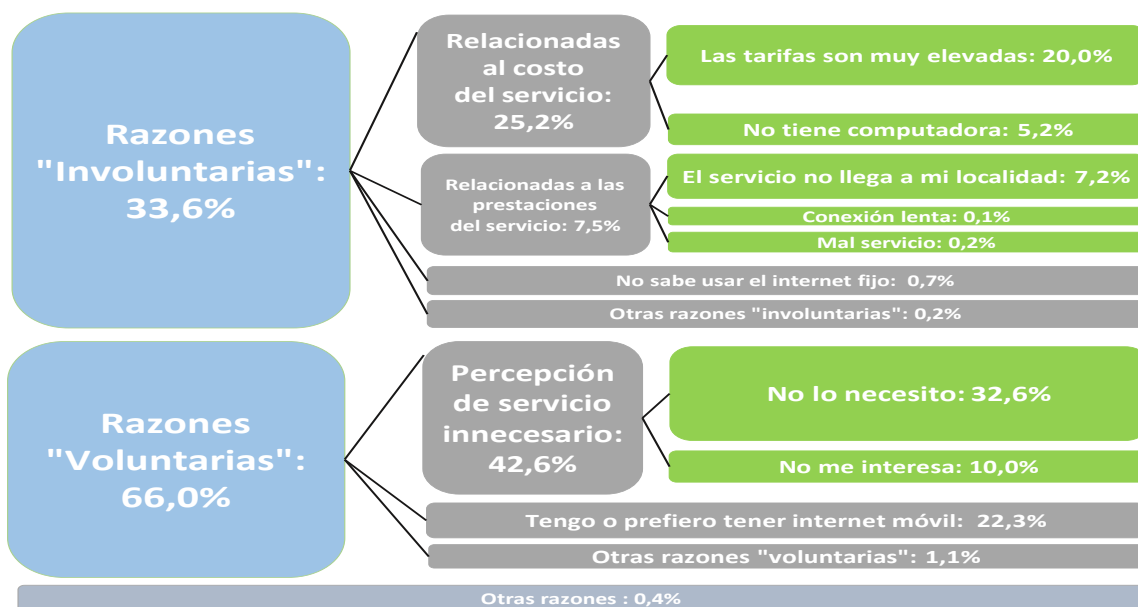 Razones
"Involuntarias":
33,6%
Relacionadas
al costo
del servicio:
25,2%
Las tarifas son muy elevadas: 20,0%
No tiene computadora: 5,2%
Relacionadas a las
prestaciones
del servicio: 7,5%
El servicio no llega a mi localidad: 7,2%
Conexión lenta: 0,1%
Mal servicio: 0,2%
No sabe usar el internet fijo: 0,7%
Otras razones "involuntarias": 0,2%
Razones
"Voluntarias":
66,0%
Percepción
de servicio
innecesario:
42,6%
No lo necesito: 32,6%
No me interesa: 10,0%
Tengo o prefiero tener internet móvil: 22,3%
Otras razones "voluntarias": 1,1%
Otras razones : 0,4%